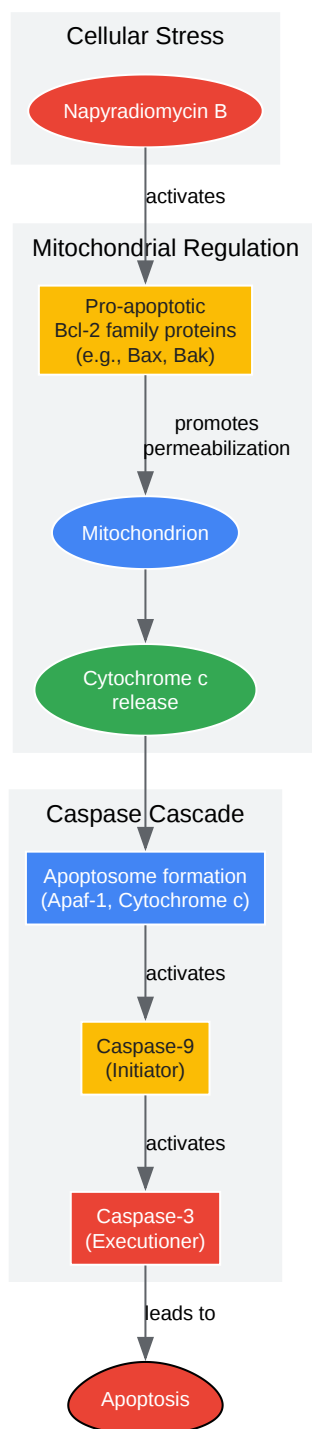 Cellular Stress
Napyradiomycin B
activates
Mitochondrial Regulation
Pro-apoptotic
Bcl-2 family proteins
(e.g., Bax, Bak)
promotes
permeabilization
Mitochondrion
Cytochrome c
release
Caspase Cascade
Apoptosome formation
(Apaf-1, Cytochrome c)
activates
Caspase-9
(Initiator)
activates
Caspase-3
(Executioner)
leads to
Apoptosis